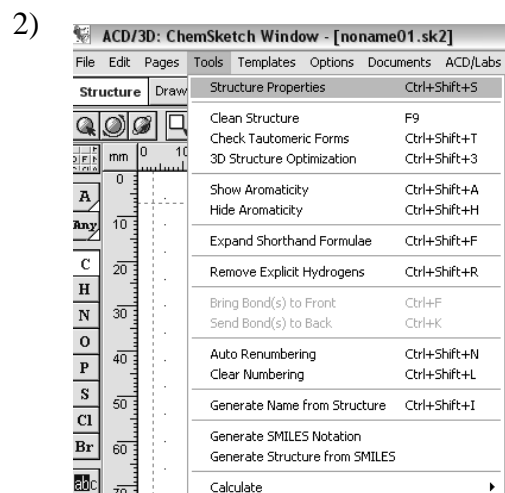 2)
ACD/3D: ChemSketch Window - [noname01.sk2]
File Edit Pages Tools Templates Options Documents ACD/Labs
Structure Draw
Structure Properties Ctrl+Shift+S
Clean Structure F9
Check Tautomeric Forms Ctrl+Shift+T
3D Structure Optimization Ctrl+Shift+3
Show Aromaticity Ctrl+Shift+A
Hide Aromaticity Ctrl+Shift+H
Expand Shorthand Formulae Ctrl+Shift+F
Remove Explicit Hydrogens Ctrl+Shift+R
Bring Bond(s) to Front Ctrl+F
Send Bond(s) to Back Ctrl+K
Auto Renumbering Ctrl+Shift+N
Clear Numbering Ctrl+Shift+L
Generate Name from Structure Ctrl+Shift+I
Generate SMILES Notation
Generate Structure from SMILES
Calculate
mm 0 10
0
10
20
30
40
50
60
70
A
Any
C
H
N
O
P
S
Cl
Br
abc